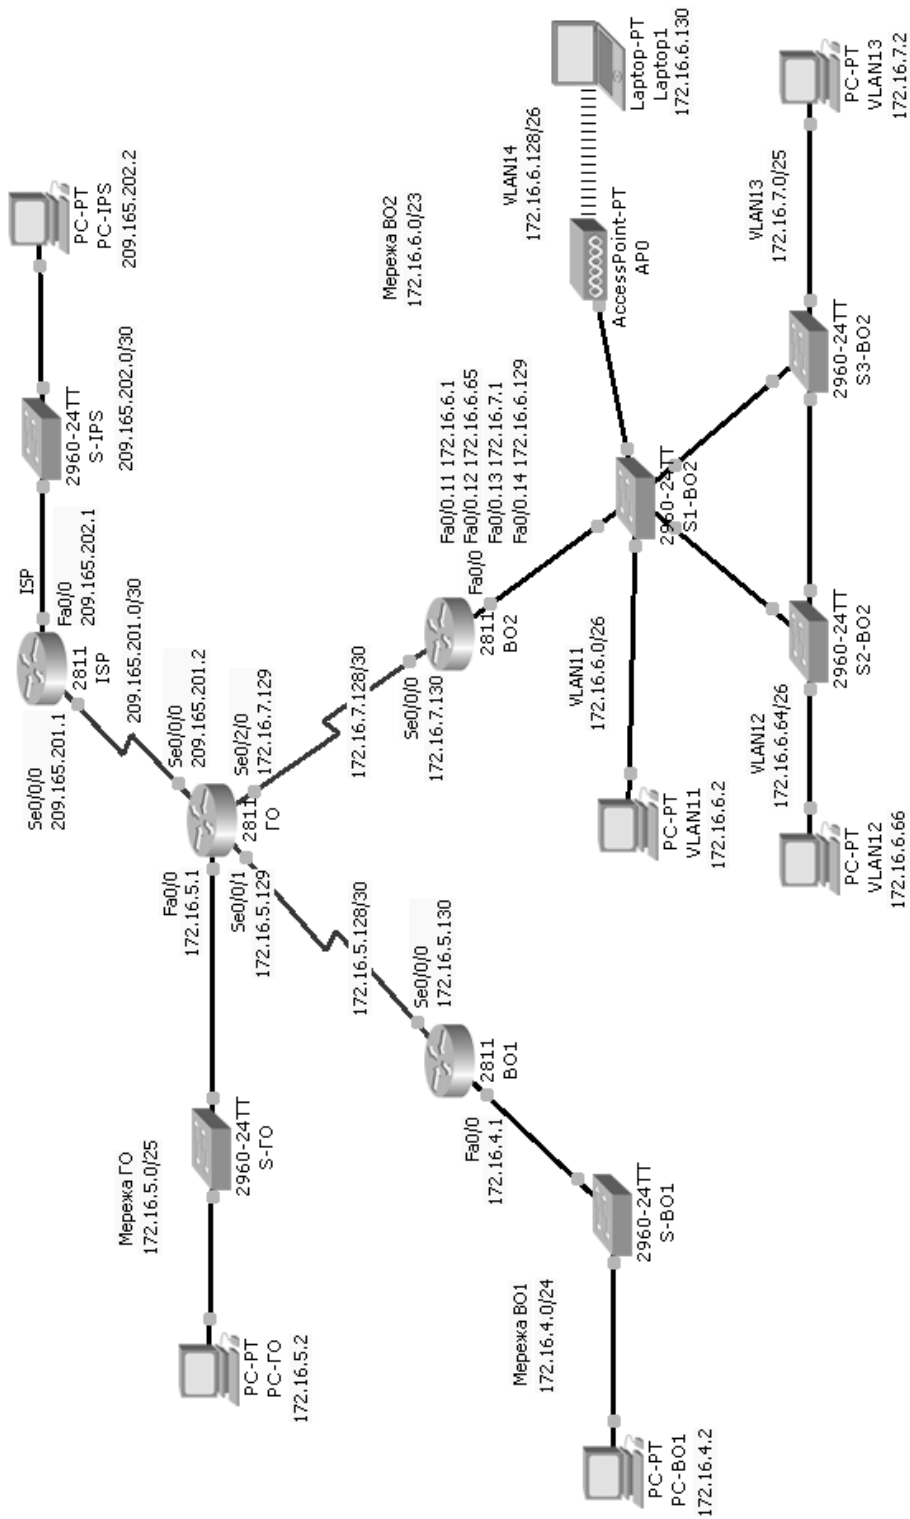 PC-PT
PC-IPS
209.165.202.2
2960-24TT
S-IPS
209.165.202.0/30
ISP
Fa0/0
209.165.202.1
2811
ISP
Se0/0/0
209.165.201.1
209.165.201.0/30
Se0/0/0
209.165.201.2
Se0/2/0
172.16.7.129
2811
ГО
Fa0/0
172.16.5.1
Se0/0/1
172.16.5.129
Мережа ГО
172.16.5.0/25
2960-24TT
S-ГО
PC-PT
PC-ГО
172.16.5.2
172.16.5.128/30
Se0/0/0
172.16.5.130
2811
ВО1
Fa0/0
172.16.4.1
2960-24TT
S-BO1
Мережа ВО1
172.16.4.0/24
PC-PT
PC-BO1
172.16.4.2
172.16.7.128/30
Se0/0/0
172.16.7.130
2811
BO2
Fa0/0
Fa0/0.11 172.16.6.1
Fa0/0.12 172.16.6.65
Fa0/0.13 172.16.7.1
Fa0/0.14 172.16.6.129
Мережа ВО2
172.16.6.0/23
VLAN14
172.16.6.128/26
Laptop-PT
Laptop1
172.16.6.130
AccessPoint-PT
AP0
2960-24TT
S1-BO2
VLAN11
172.16.6.0/26
PC-PT
VLAN11
172.16.6.2
VLAN13
172.16.7.0/25
PC-PT
VLAN13
172.16.7.2
2960-24TT
S3-BO2
2960-24TT
S2-BO2
VLAN12
172.16.6.64/26
PC-PT
VLAN12
172.16.6.66